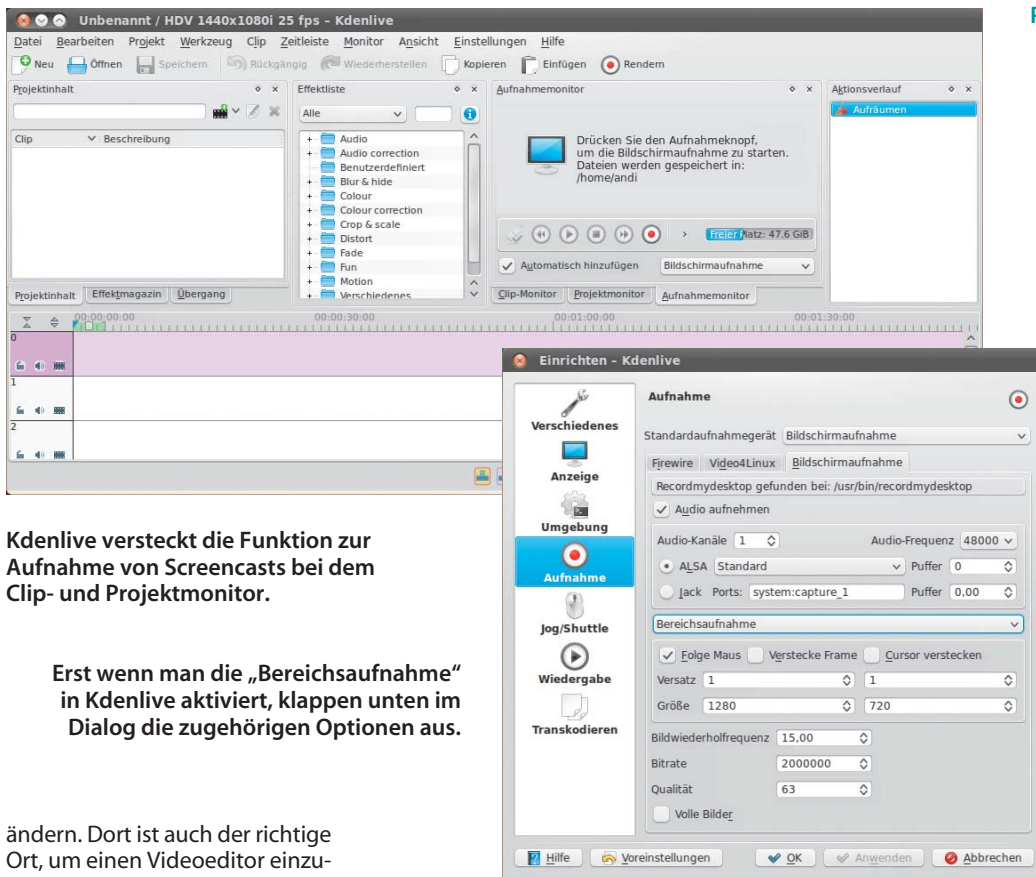 Unbenannt / HDV 1440x1080i 25 fps – Kdenlive
Datei Bearbeiten Projekt Werkzeug Clip Zeitleiste Monitor Ansicht Einstellungen Hilfe
Neu Öffnen Speichern Rückgängig Wiederherstellen Kopieren Einfügen Rendern
Projektinhalt
Clip Beschreibung
Projektinhalt Effektmagazin Übergang
Effektliste
Alle
Audio
Audio correction
Benutzerdefiniert
Blur & hide
Colour
Colour correction
Crop & scale
Distort
Fade
Fun
Motion
Verschiedenes
Aufnahmemonitor
Drücken Sie den Aufnahmeknopf,
um die Bildschirmaufnahme zu starten.
Dateien werden gespeichert in:
/home/andi
Freier Platz: 47.6 GiB
Automatisch hinzufügen Bildschirmaufnahme
Clip-Monitor Projektmonitor Aufnahmemonitor
Aktionsverlauf
Aufräumen
00:00:00:00 00:00:30:00 00:01:00:00 00:01:30:00
0
1
2
Einrichten – Kdenlive
Verschiedenes
Anzeige
Umgebung
Aufnahme
Jog/Shuttle
Wiedergabe
Transkodieren
Aufnahme
Standardaufnahmegerät Bildschirmaufnahme
Firewire Video4Linux Bildschirmaufnahme
Recordmydesktop gefunden bei: /usr/bin/recordmydesktop
Audio aufnehmen
Audio-Kanäle 1 Audio-Frequenz 48000
ALSA Standard Puffer 0
Jack Ports: system:capture_1 Puffer 0,00
Bereichsaufnahme
Folge Maus Verstecke Frame Cursor verstecken
Versatz 1 1
Größe 1280 720
Bildwiederholfrequenz 15,00
Bitrate 2000000
Qualität 63
Volle Bilder
Hilfe Voreinstellungen OK Anwenden Abbrechen
Kdenlive versteckt die Funktion zur
Aufnahme von Screencasts bei dem
Clip- und Projektmonitor.
Erst wenn man die „Bereichsaufnahme“
in Kdenlive aktiviert, klappen unten im
Dialog die zugehörigen Optionen aus.
ändern. Dort ist auch der richtige
Ort, um einen Videoeditor einzu-